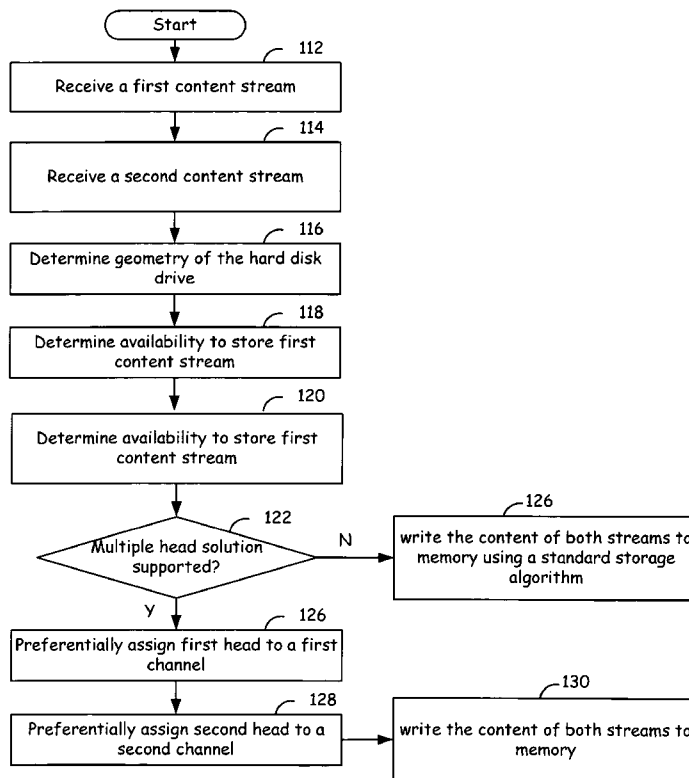 Start
112
Receive a first content stream
114
Receive a second content stream
116
Determine geometry of the hard disk
drive
118
Determine availability to store first
content stream
120
Determine availability to store first
content stream
122
Multiple head solution
supported?
N
126
write the content of both streams to
memory using a standard storage
algorithm
Y
126
Preferentially assign first head to a first
channel
128
Preferentially assign second head to a
second channel
130
write the content of both streams to
memory